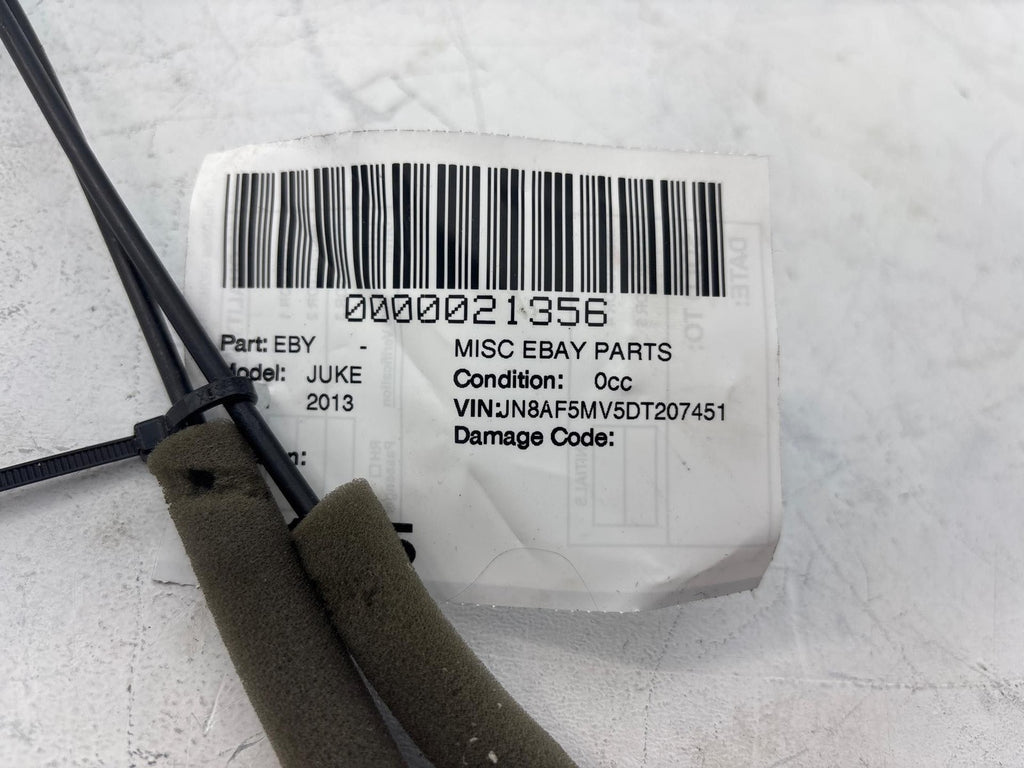 0000021356
Part: EBY - MISC EBAY PARTS
Model: JUKE Condition: 0cc
2013 VIN:JN8AF5MV5DT207451
Damage Code: